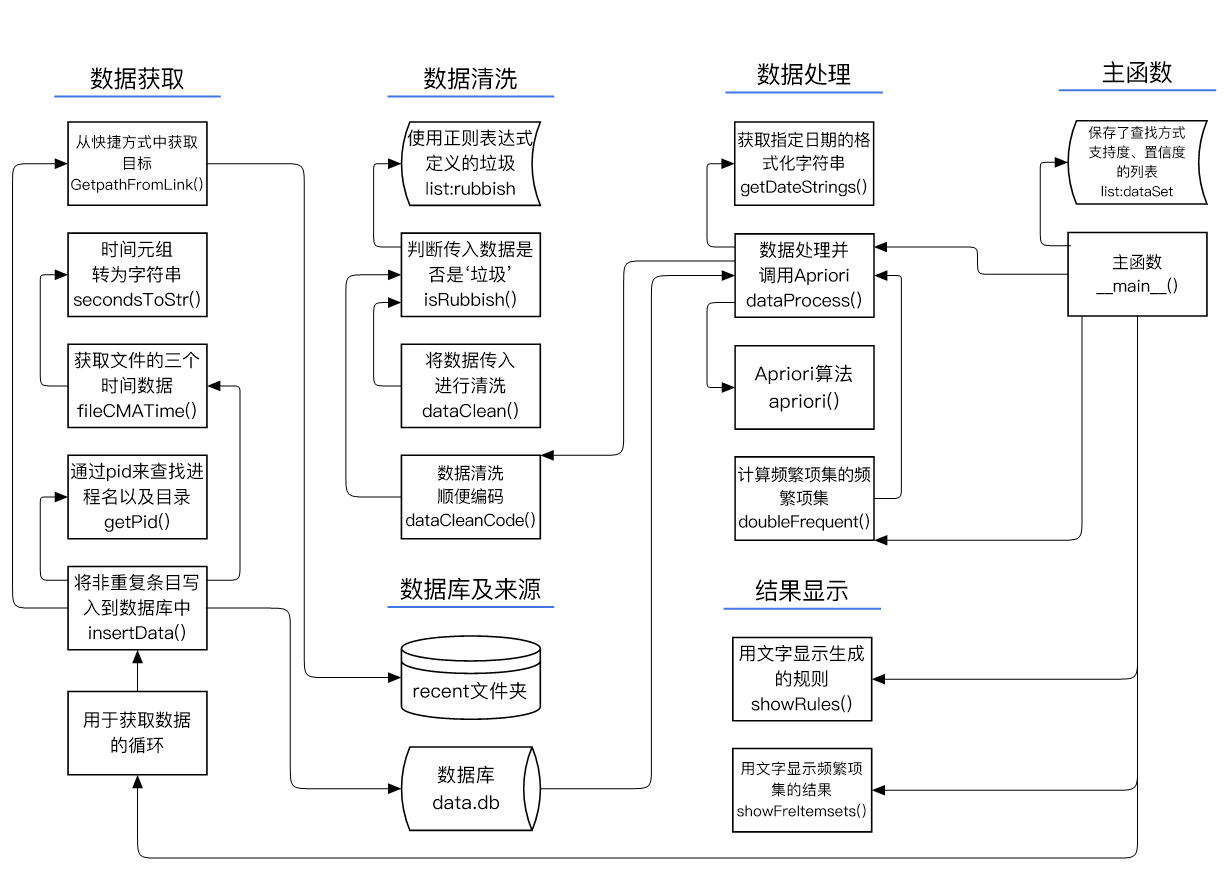 数据获取
从快捷方式中获取
目标
GetpathFromLink()
时间元组
转为字符串
secondsToStr()
获取文件的三个
时间数据
fileCMATime()
通过pid来查找进
程名以及目录
getPid()
将非重复条目写
入到数据库中
insertData()
用于获取数据
的循环
数据清洗
使用正则表达式
定义的垃圾
list:rubbish
判断传入数据是
否是‘垃圾’
isRubbish()
将数据传入
进行清洗
dataClean()
数据清洗
顺便编码
dataCleanCode()
数据库及来源
recent文件夹
数据库
data.db
数据处理
获取指定日期的格
式化字符串
getDateStrings()
数据处理并
调用Apriori
dataProcess()
Apriori算法
apriori()
计算频繁项集的频
繁项集
doubleFrequent()
结果显示
用文字显示生成
的规则
showRules()
用文字显示频繁项
集的结果
showFreItemsets()
主函数
保存了查找方式
支持度、置信度
的列表
list:dataSet
主函数
__main__()